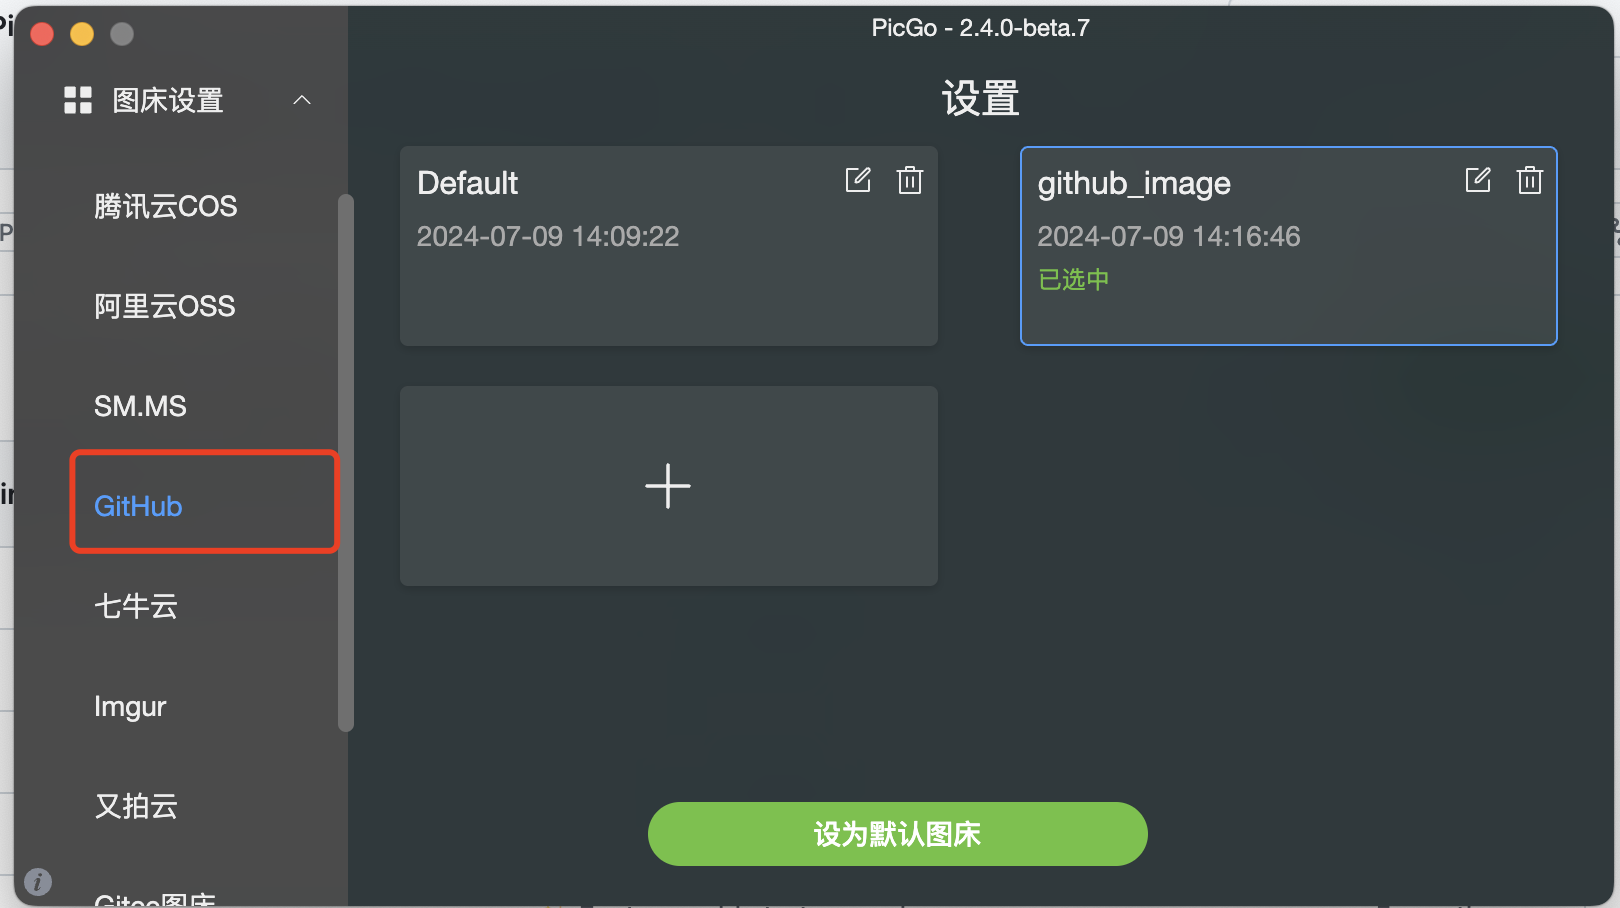 PicGo - 2.4.0-beta.7
图床设置
腾讯云COS
阿里云OSS
SM.MS
GitHub
七牛云
Imgur
又拍云
Gitee图床
设置
Default
2024-07-09 14:09:22
github_image
2024-07-09 14:16:46
已选中
设为默认图床